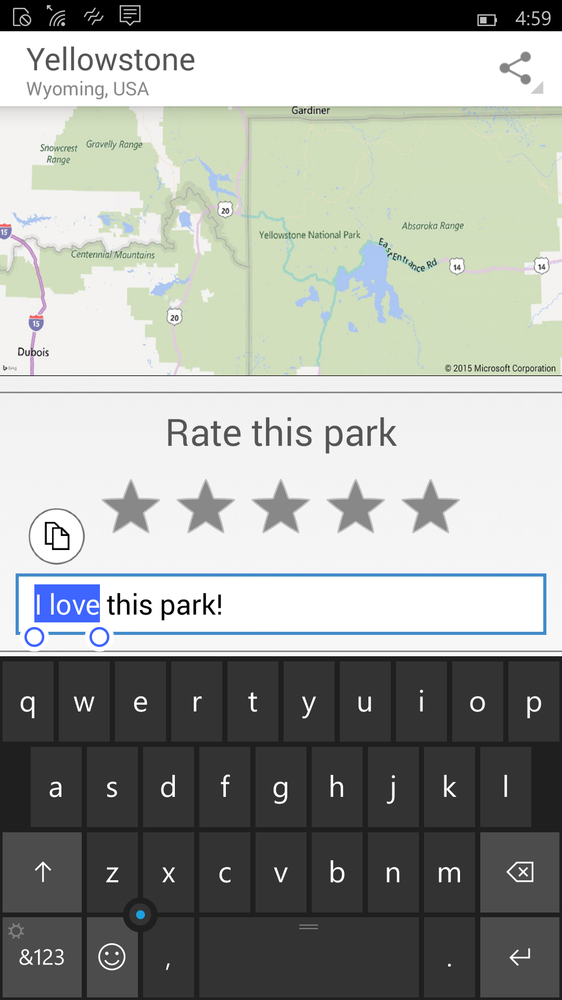 4:59
Yellowstone
Wyoming, USA
Gardiner
Snowcrest
Range
Gravelly Range
20
15
Yellowstone National Park
Absaroka Range
East Entrance Rd
Centennial Mountains
14
14
20
15
Dubois
bing
© 2015 Microsoft Corporation
Rate this park
I love this park!
q w e r t y u i o p
a s d f g h j k l
z x c v b n m
&123 , .